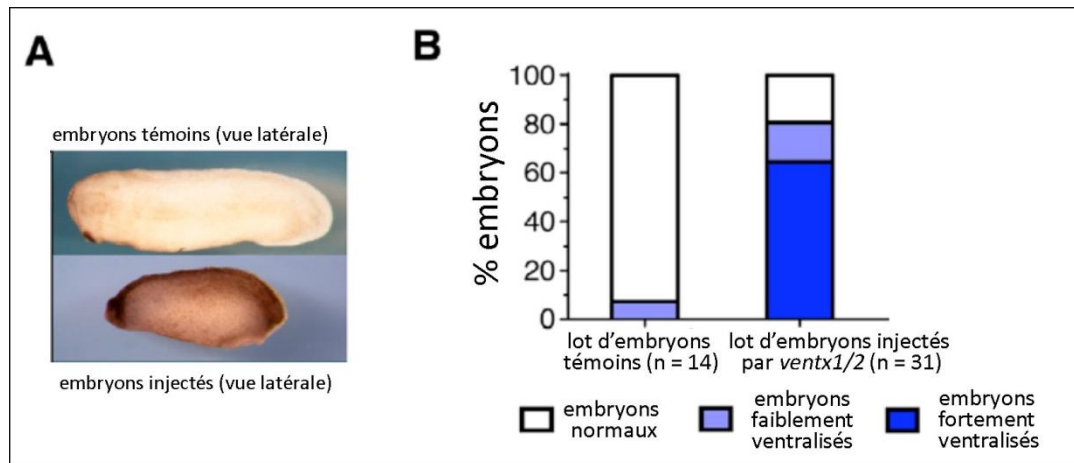 A
embryons témoins (vue latérale)
embryons injectés (vue latérale)
B
% embryons
100
80
60
40
20
0
lot d’embryons
témoins (n = 14)
lot d’embryons injectés
par ventx1/2 (n = 31)
embryons
normaux
embryons
faiblement
ventralisés
embryons
fortement
ventralisés